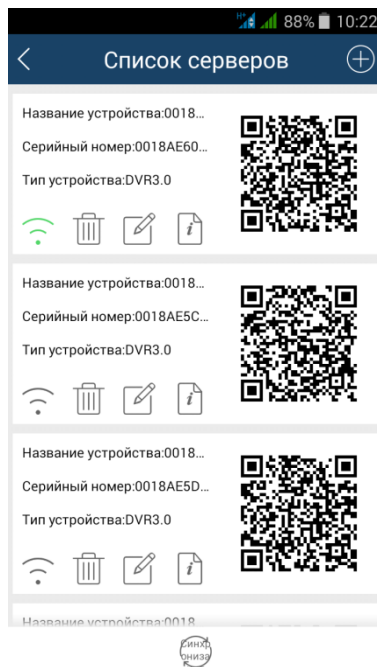 H+ 88% 10:22
Список серверов
Название устройства:0018...
Серийный номер:0018AE60...
Тип устройства:DVR3.0
i
Название устройства:0018...
Серийный номер:0018AE5C...
Тип устройства:DVR3.0
i
Название устройства:0018...
Серийный номер:0018AE5D...
Тип устройства:DVR3.0
i
Название устройства:0018
Синхр
ониза